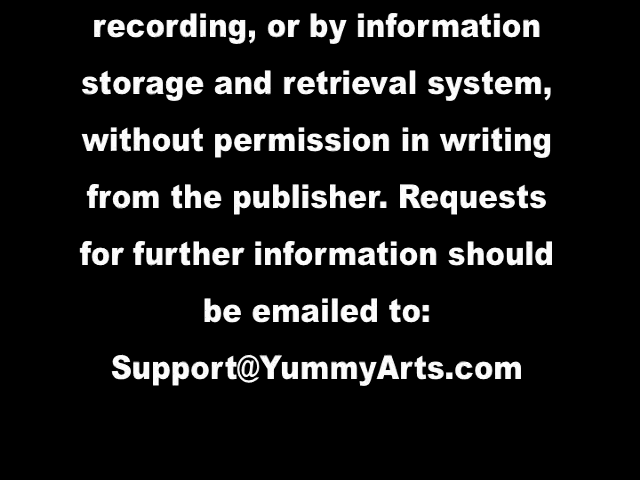 recording, or by information
storage and retrieval system,
without permission in writing
from the publisher. Requests
for further information should
be emailed to:
Support@YummyArts.com